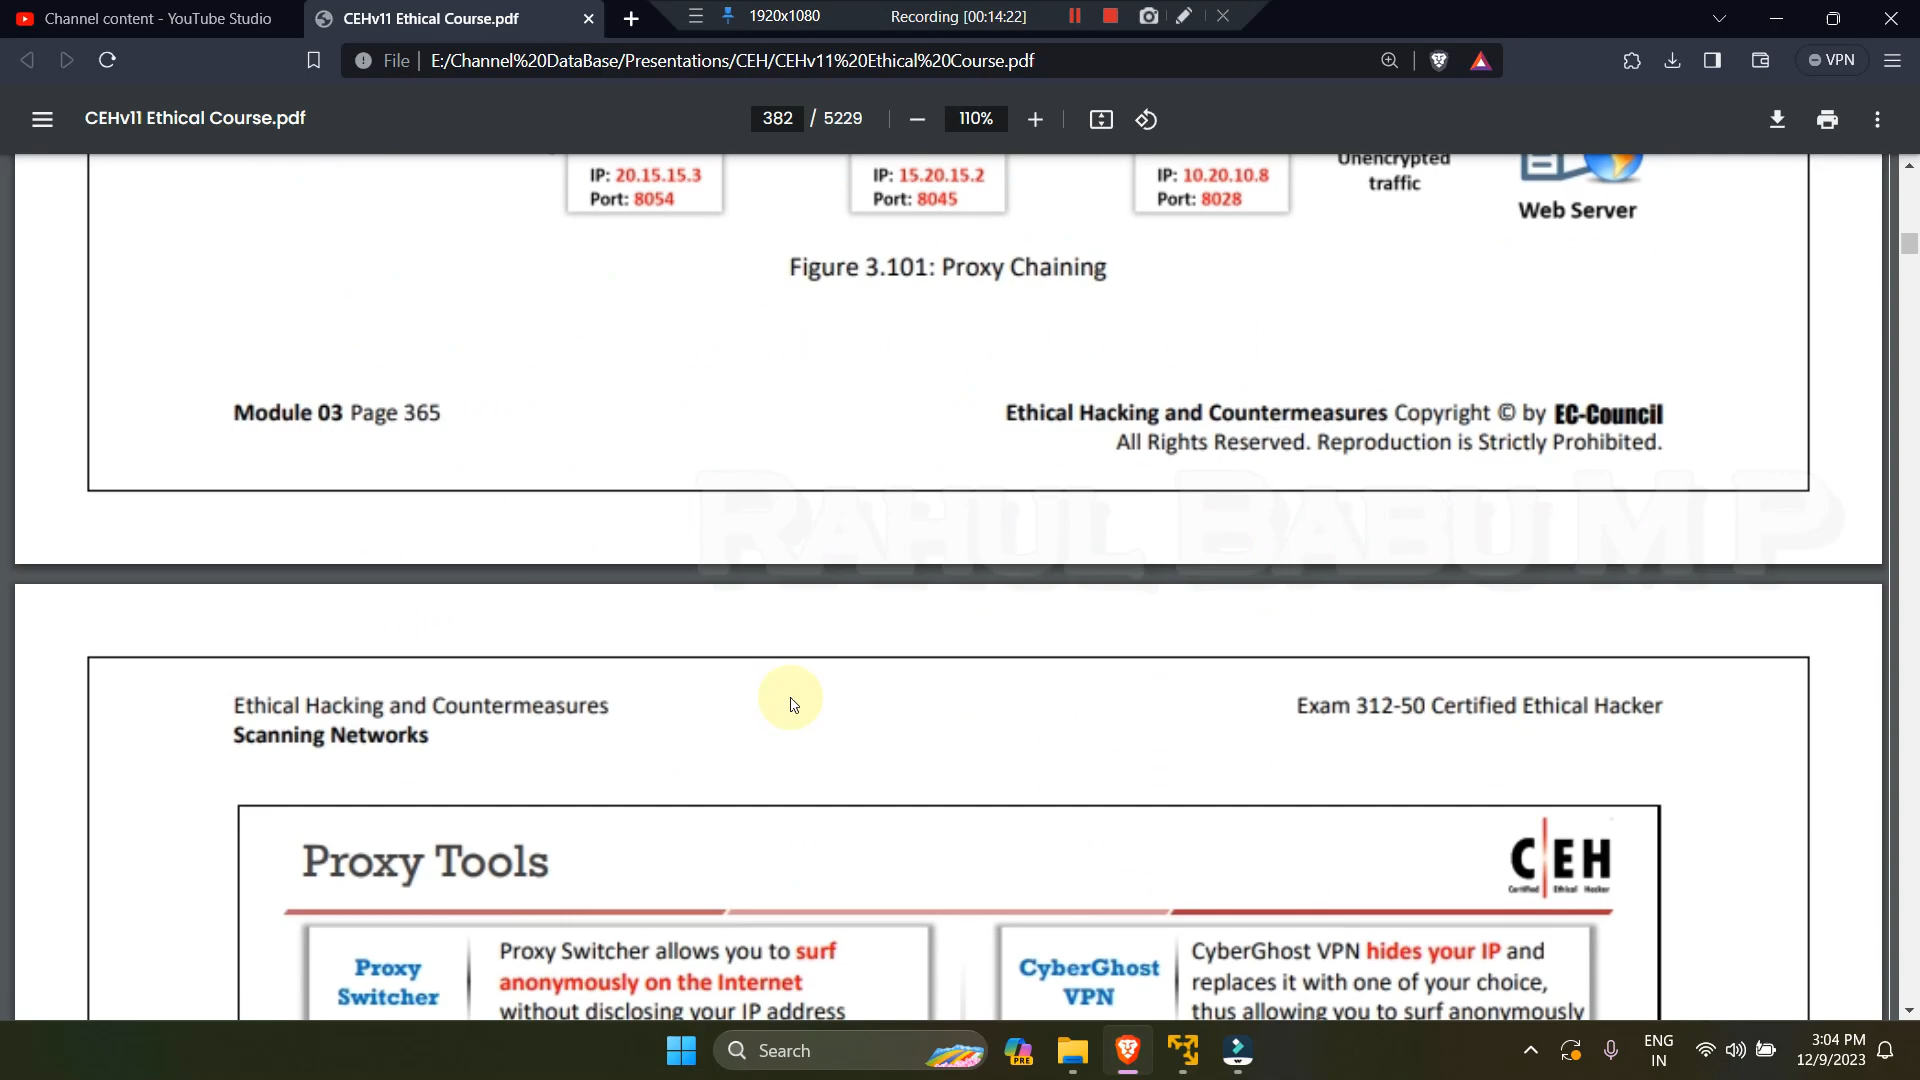 Channel content - YouTube Studio
CEHv11 Ethical Course.pdf
1920x1080
Recording [00:14:22]
File
E:/Channel%20DataBase/Presentations/CEH/CEHv11%20Ethical%20Course.pdf
VPN
CEHv11 Ethical Course.pdf
382 / 5229
110%
IP: 20.15.15.3
Port: 8054
IP: 15.20.15.2
Port: 8045
IP: 10.20.10.8
Port: 8028
Unencrypted
traffic
Web Server
Figure 3.101: Proxy Chaining
Module 03 Page 365
Ethical Hacking and Countermeasures Copyright © by EC-Council
All Rights Reserved. Reproduction is Strictly Prohibited.
RAHUL BABU M P
Ethical Hacking and Countermeasures
Scanning Networks
Exam 312-50 Certified Ethical Hacker
Proxy Tools
CEH
Certified Ethical Hacker
Proxy
Switcher
Proxy Switcher allows you to surf
anonymously on the Internet
without disclosing your IP address
CyberGhost
VPN
CyberGhost VPN hides your IP and
replaces it with one of your choice,
thus allowing you to surf anonymously
Search
PRE
ENG
IN
3:04 PM
12/9/2023